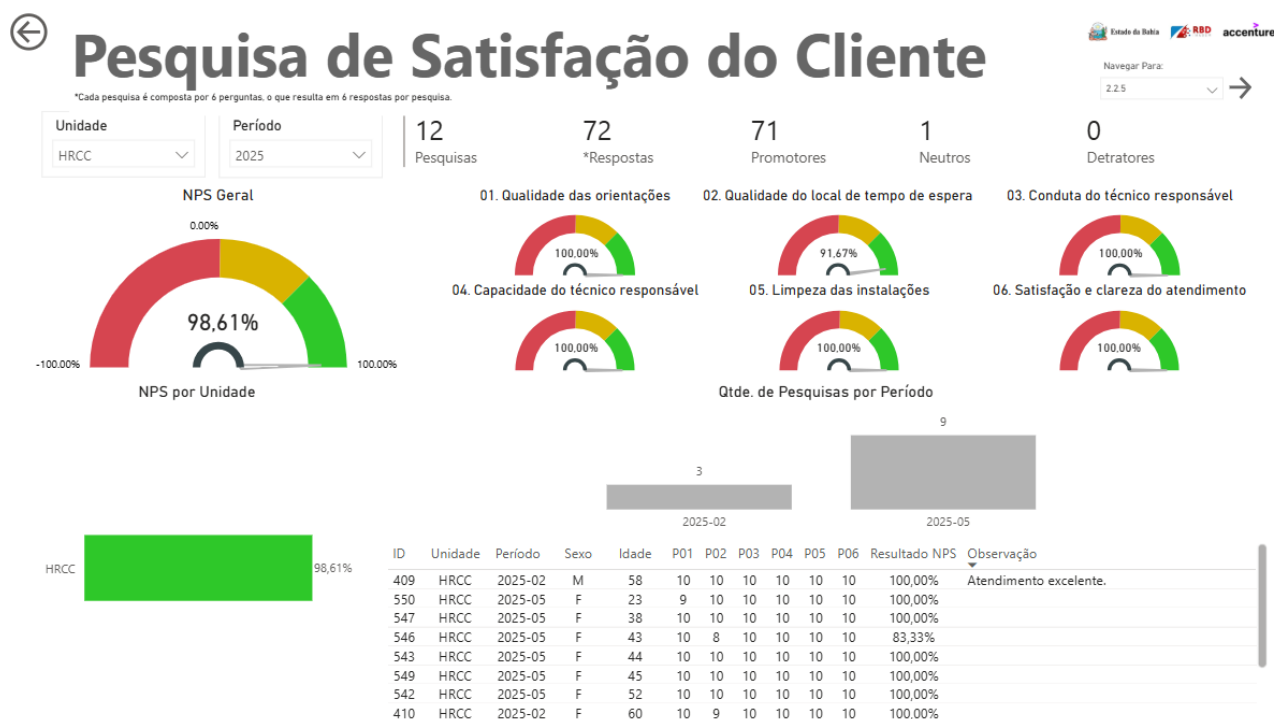 Pesquisa de Satisfação do Cliente
*Cada pesquisa é composta por 6 perguntas, o que resulta em 6 respostas por pesquisa.
Estado da Bahia RBD accenture
Navegar Para:
2.2.5
Unidade
HRCC
Período
2025
12
Pesquisas
72
*Respostas
71
Promotores
1
Neutros
0
Detratores
NPS Geral
0.00%
98,61%
-100.00% 100.00%
01. Qualidade das orientações
100,00%
02. Qualidade do local de tempo de espera
91,67%
03. Conduta do técnico responsável
100,00%
04. Capacidade do técnico responsável
100,00%
05. Limpeza das instalações
100,00%
06. Satisfação e clareza do atendimento
100,00%
NPS por Unidade
HRCC 98,61%
Qtde. de Pesquisas por Período
3
9
2025-02
2025-05
ID Unidade Período Sexo Idade P01 P02 P03 P04 P05 P06 Resultado NPS Observação
409 HRCC 2025-02 M 58 10 10 10 10 10 10 100,00% Atendimento excelente.
550 HRCC 2025-05 F 23 9 10 10 10 10 10 100,00%
547 HRCC 2025-05 F 38 10 10 10 10 10 10 100,00%
546 HRCC 2025-05 F 43 10 8 10 10 10 10 83,33%
543 HRCC 2025-05 F 44 10 10 10 10 10 10 100,00%
549 HRCC 2025-05 F 45 10 10 10 10 10 10 100,00%
542 HRCC 2025-05 F 52 10 10 10 10 10 10 100,00%
410 HRCC 2025-02 F 60 10 9 10 10 10 10 100,00%